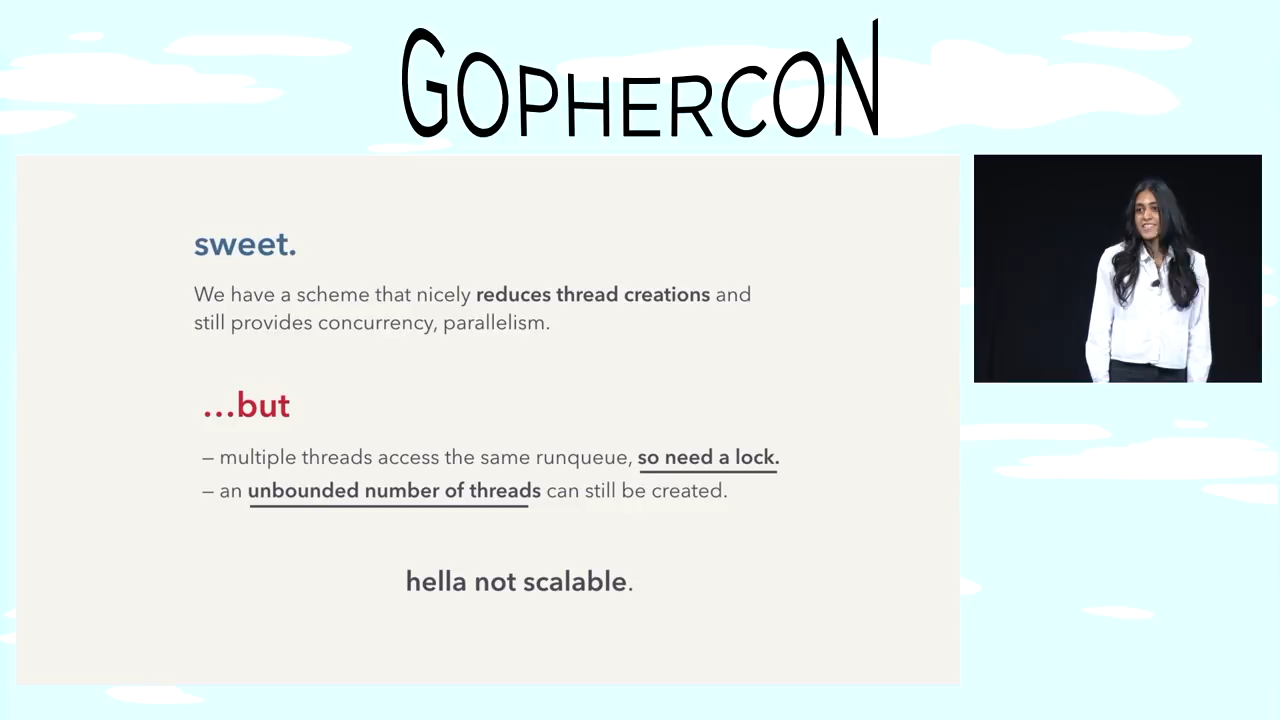 GOPHERCON
sweet.
We have a scheme that nicely reduces thread creations and
still provides concurrency, parallelism.
...but
– multiple threads access the same runqueue, so need a lock.
– an unbounded number of threads can still be created.
hella not scalable.